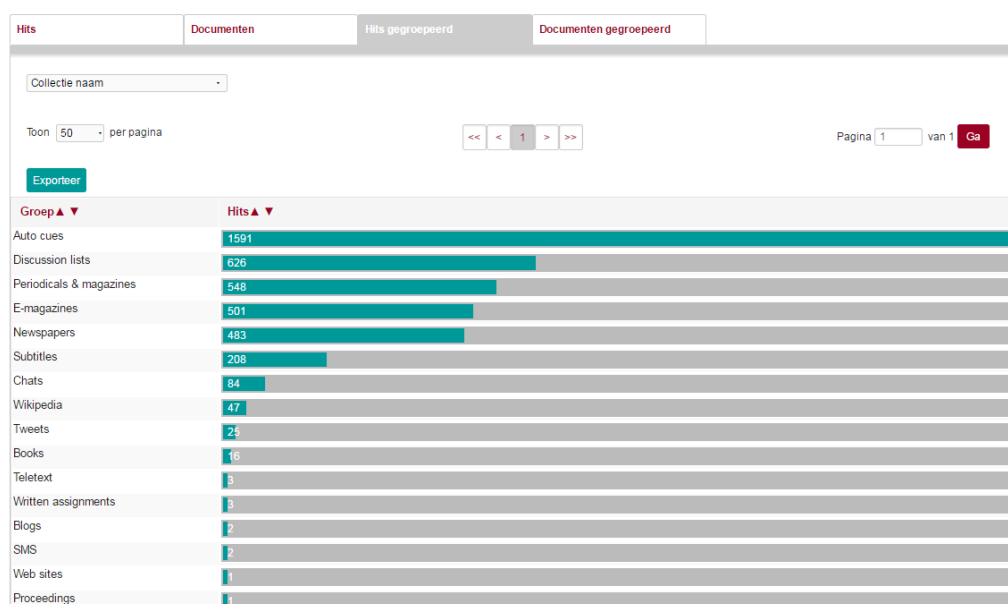 Hits Documenten Hits gegroepeerd Documenten gegroepeerd
Collectie naam
Toon 50 per pagina << < 1 > >> Pagina 1 van 1 Ga
Exporteer
Groep▲ ▼ Hits▲ ▼
Auto cues 1591
Discussion lists 626
Periodicals & magazines 548
E-magazines 501
Newspapers 483
Subtitles 208
Chats 84
Wikipedia 47
Tweets 25
Books 16
Teletext 3
Written assignments 3
Blogs 2
SMS 2
Web sites 1
Proceedings 1